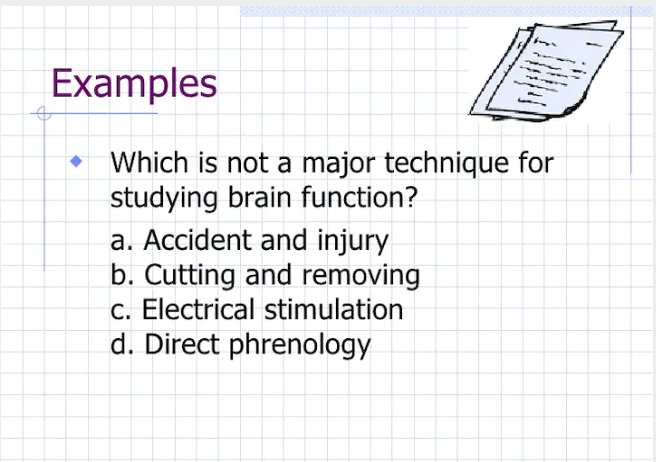 Examples
Which is not a major technique for
studying brain function?
a. Accident and injury
b. Cutting and removing
c. Electrical stimulation
d. Direct phrenology